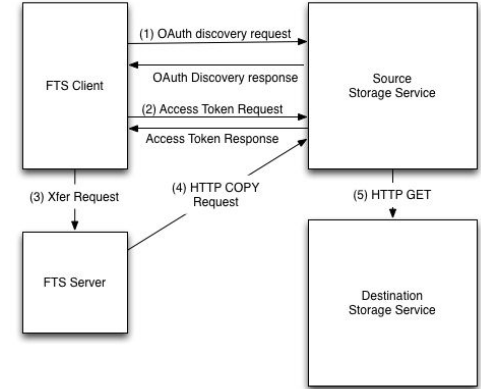 (1) OAuth discovery request
OAuth Discovery response
FTS Client
Source
Storage Service
(2) Access Token Request
Access Token Response
(3) Xfer Request
(4) HTTP COPY
Request
(5) HTTP GET
FTS Server
Destination
Storage Service